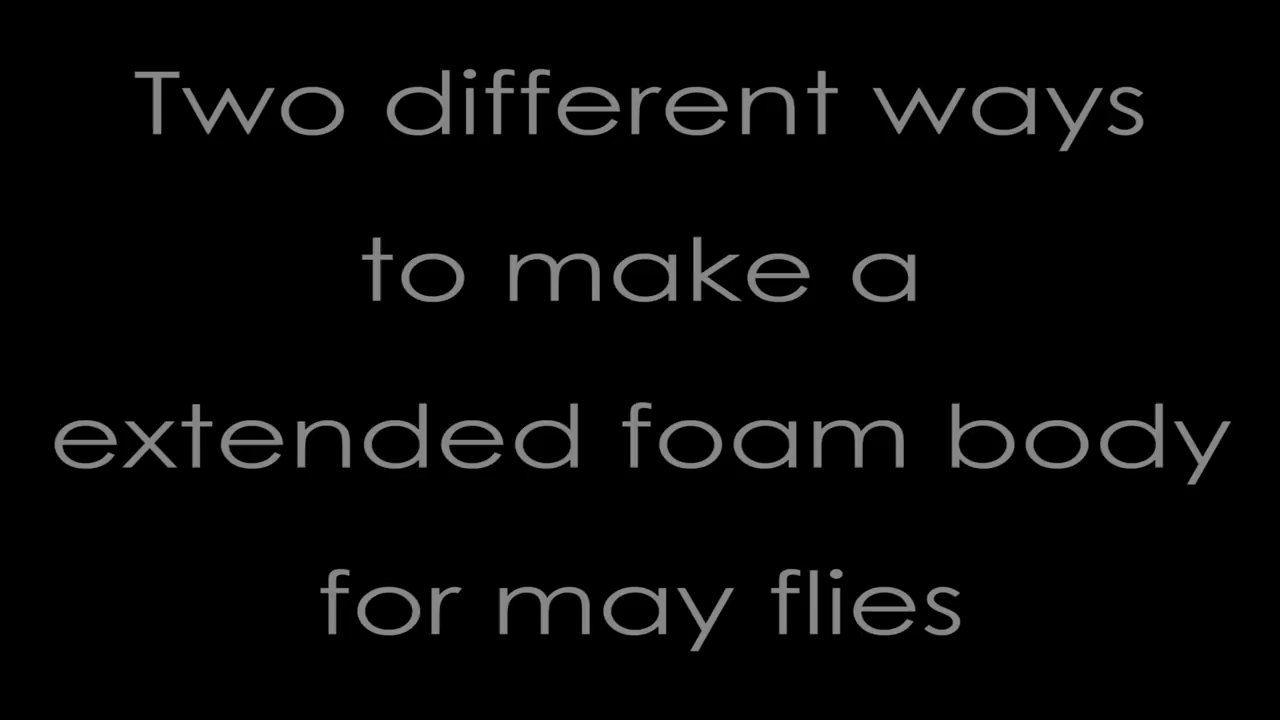 Two different ways
to make a
extended foam body
for may flies